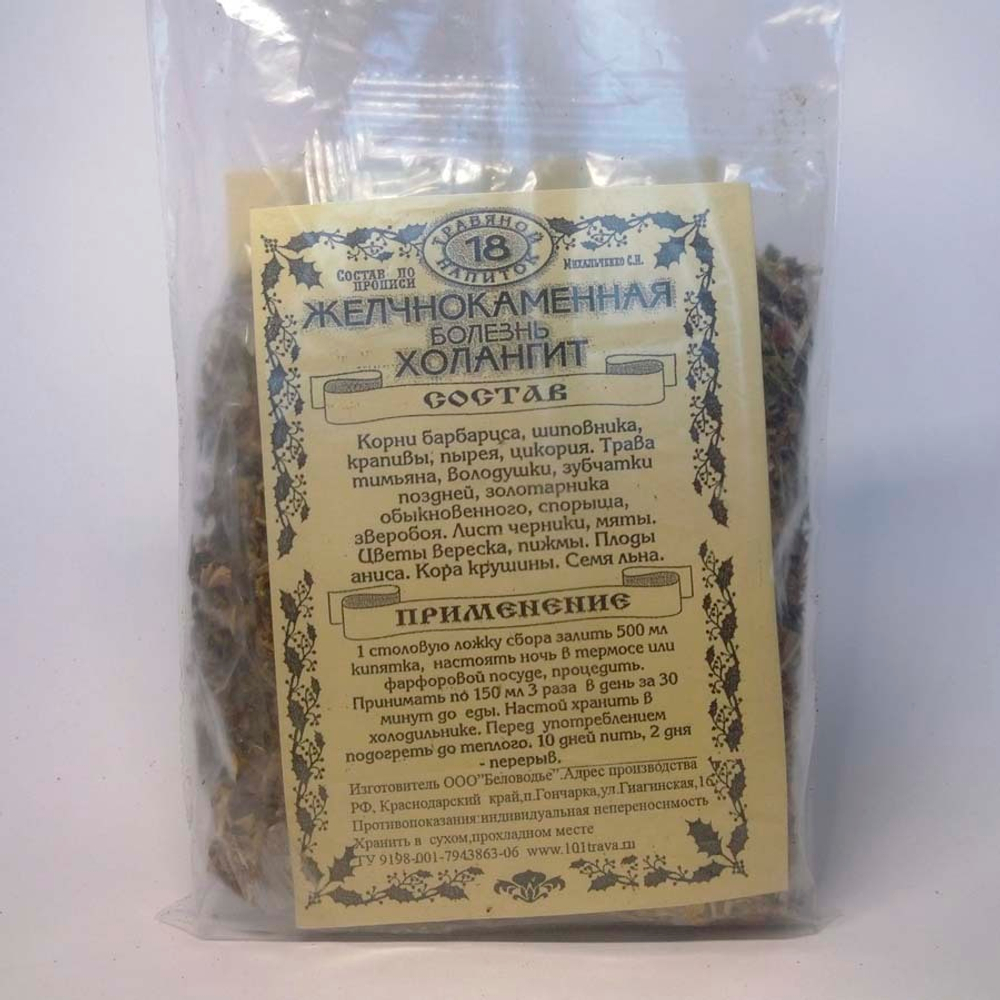 ТРАВЯНОЙ
18
НАПИТОК
СОСТАВ ПО
ПРОПИСИ
МИХАЛЬЧЕНКО С.Н.
ЖЕЛЧНОКАМЕННАЯ
БОЛЕЗНЬ
ХОЛАНГИТ
СОСТАВ
Корни барбариса, шиповника,
крапивы, пырея, цикория. Трава
тимьяна, Володушки, зубчатки
поздней, золотарника
обыкновенного, спорыша,
зверобоя. Лист черники, мяты.
Цветы вереска, пижмы. Плоды
аниса. Кора крушины. Семя льна.
ПРИМЕНЕНИЕ
1 столовую ложку сбора залить 500 мл
кипятка, настоять ночь в термосе или
фарфоровой посуде, процедить.
Принимать по 150 мл 3 раза в день за 30
минут до еды. Настой хранить в
холодильнике. Перед употреблением
подогреть до теплого. 10 дней пить, 2 дня
- перерыв.
Изготовитель ООО"Беловодье".Адрес производства
РФ, Краснодарский край,п.Гончарка,ул.Гиагинская,16
Противопоказания:индивидуальная непереносимость
Хранить в сухом,прохладном месте
ТУ 9198-001-7943863-06 www.101trava.ru